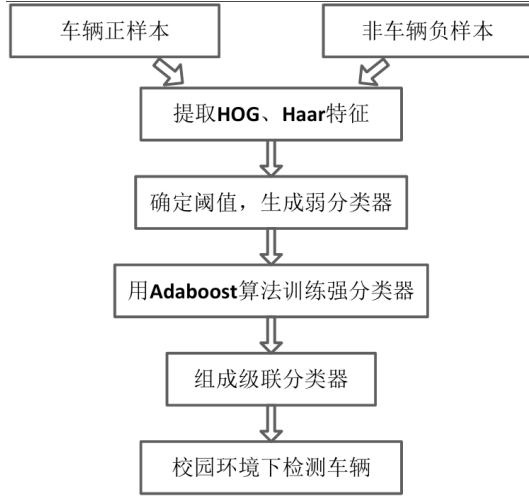 车辆正样本
非车辆负样本
提取HOG、Haar特征
确定阈值，生成弱分类器
用Adaboost算法训练强分类器
组成级联分类器
校园环境下检测车辆